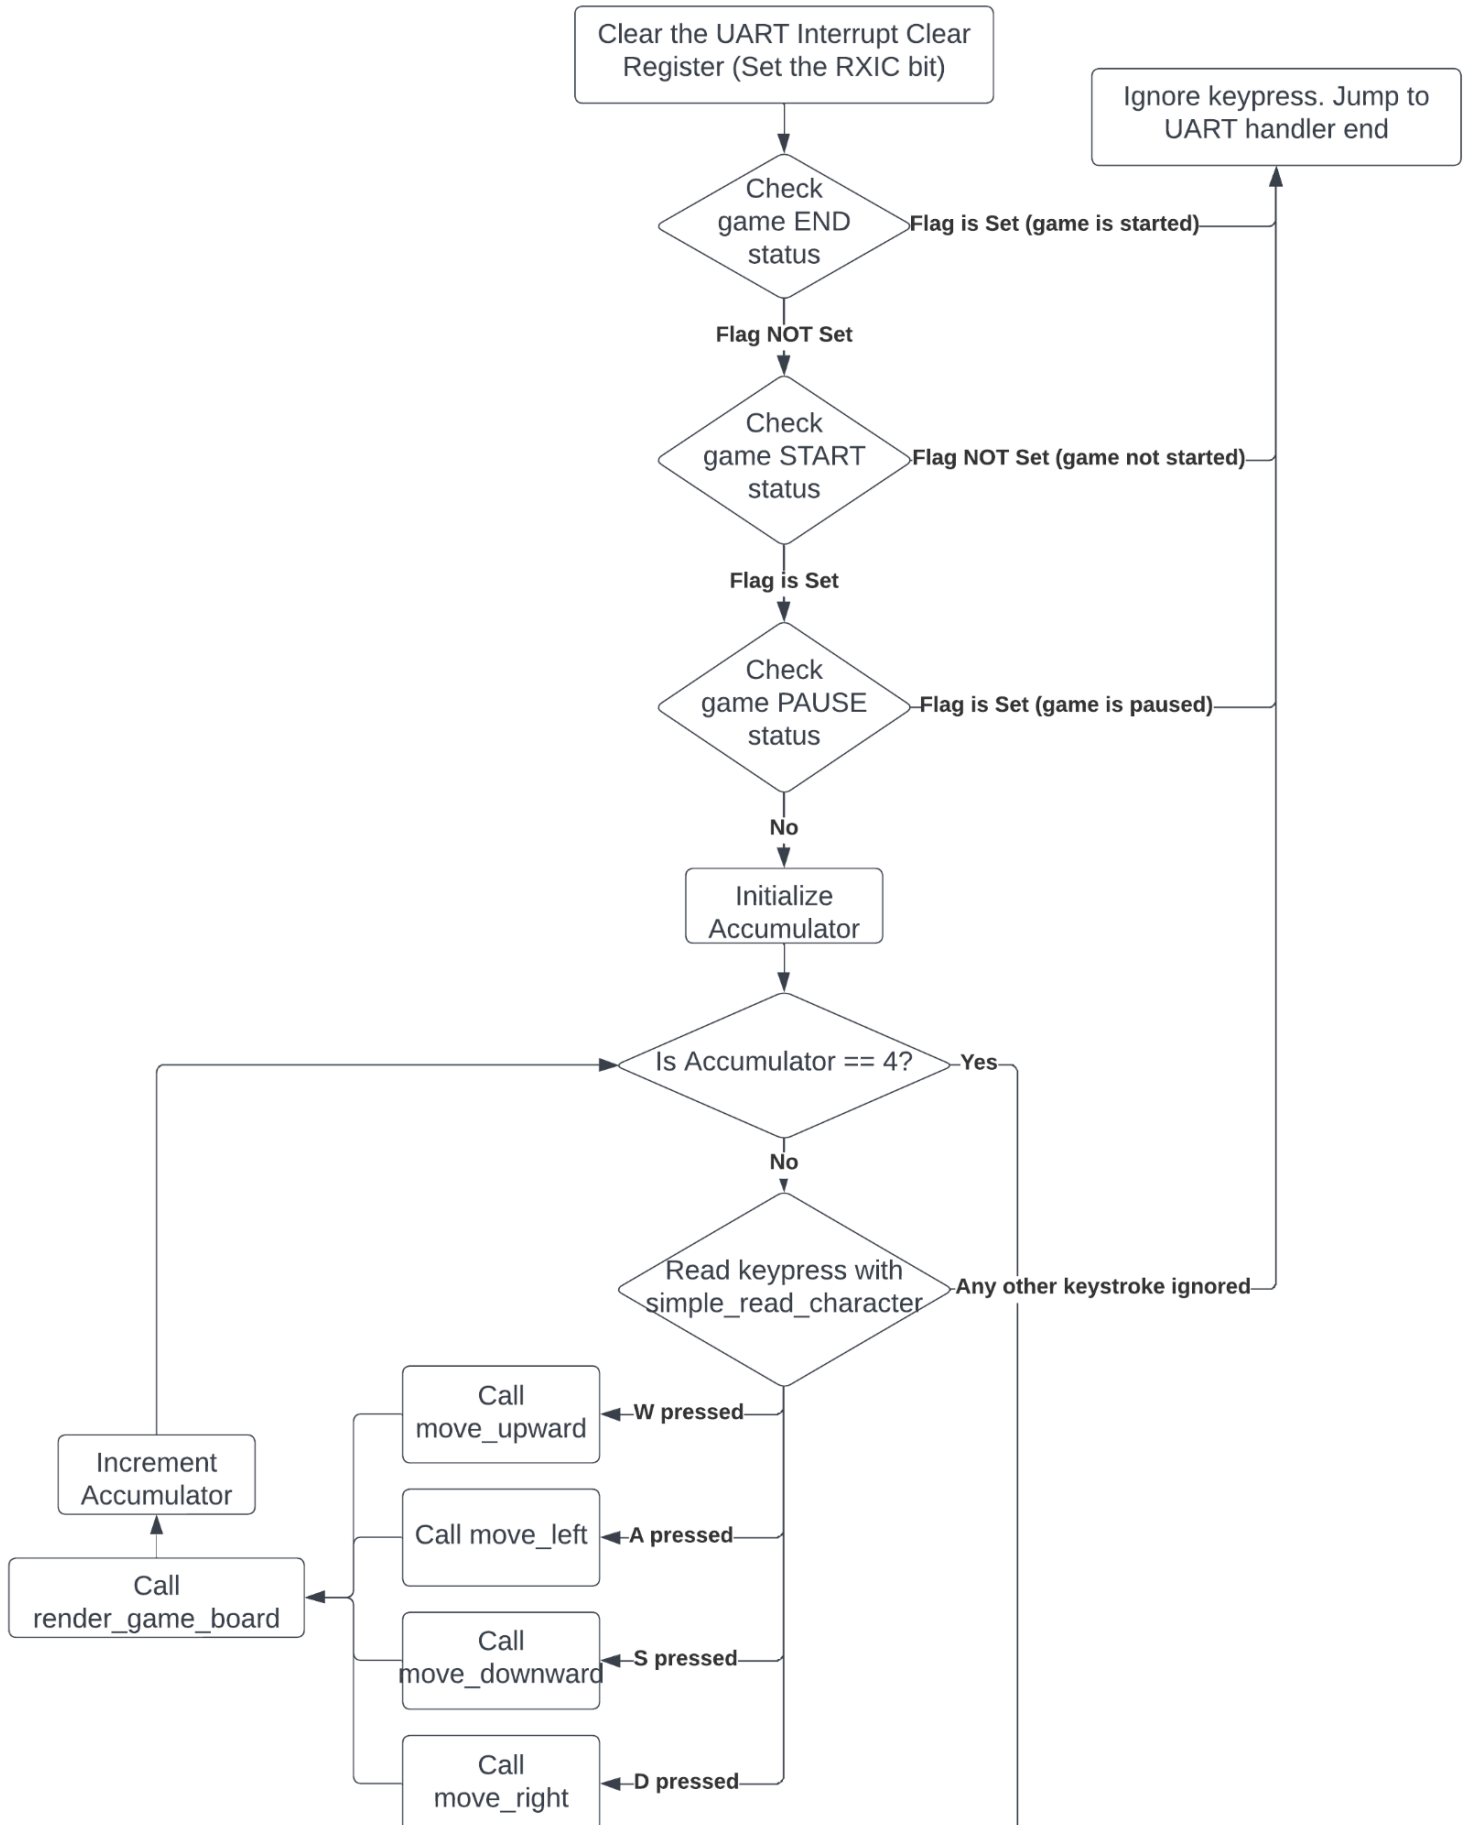 Clear the UART Interrupt Clear
Register (Set the RXIC bit)
Ignore keypress. Jump to
UART handler end
Check
game END
status
Flag is Set (game is started)
Flag NOT Set
Check
game START
status
Flag NOT Set (game not started)
Flag is Set
Check
game PAUSE
status
Flag is Set (game is paused)
No
Initialize
Accumulator
Is Accumulator == 4?
Yes
No
Read keypress with
simple_read_character
Any other keystroke ignored
Call
move_upward
W pressed
Increment
Accumulator
Call move_left
A pressed
Call
render_game_board
Call
move_downward
S pressed
Call
move_right
D pressed